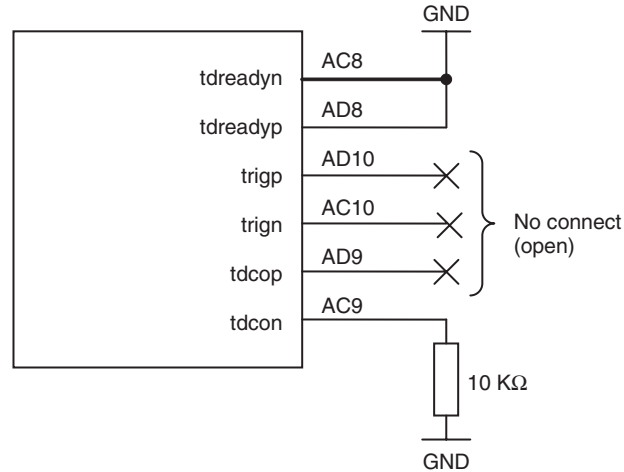 GND
tdreadyn AC8
tdreadyp AD8
trigp AD10
trign AC10
tdcop AD9
tdcon AC9
No connect
(open)
10 KΩ
GND